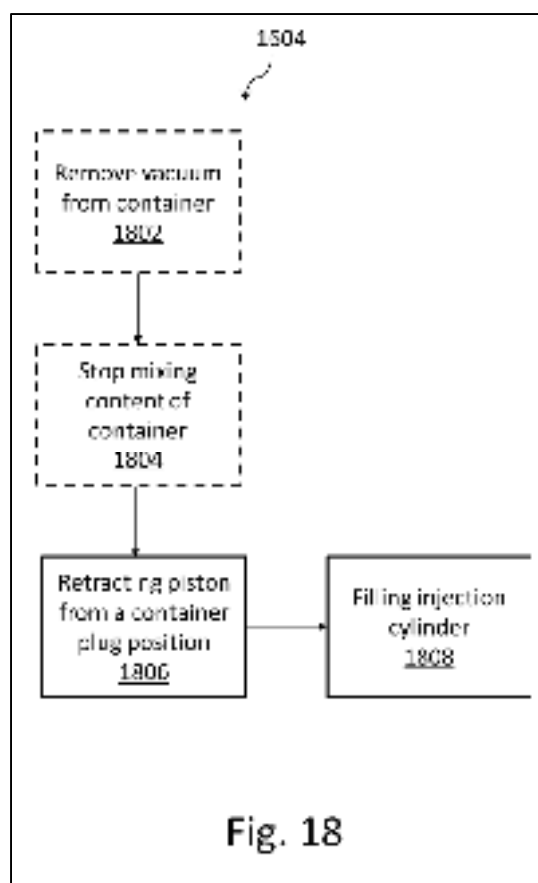 1504
Remove vacuum
from container
1802
Stop mixing
content of
container
1804
Retracting piston
from a container
plug position
1806
Filling injection
cylinder
1808
Fig. 18